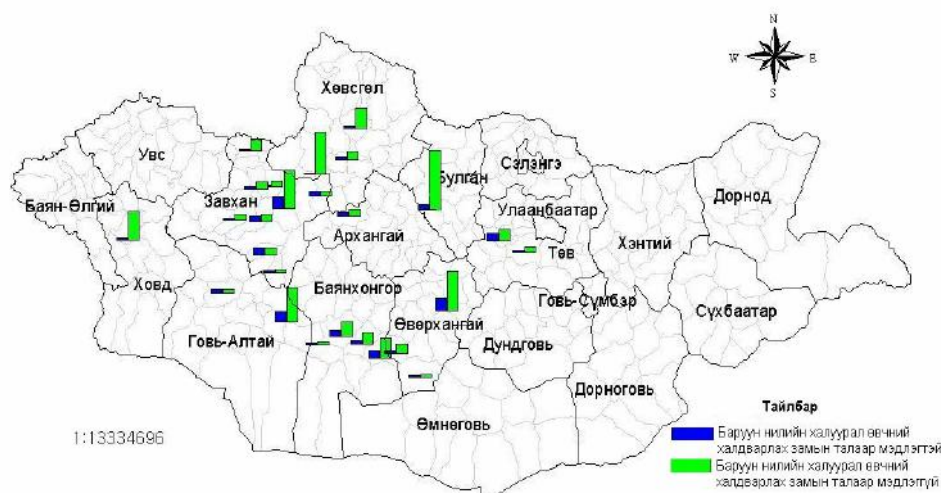 N
W E
S
Хөвсгөл
Увс
Сэлэнгэ
Булган
Дорнод
Баян-Өлгий
Завхан
Улаанбаатар
Архангай
Хэнтий
Төв
Ховд
Баянхонгор
Говь-Сүмбэр
Сүхбаатар
Өвөрхангай
Говь-Алтай
Дундговь
Дорноговь
Өмнөговь
Тайлбар
1:13334696
Баруун нилийн халуурал өвчний
халдварлах замын талаар мэдлэгтэй
Баруун нилийн халуурал өвчний
халдварлах замын талаар мэдлэггүй